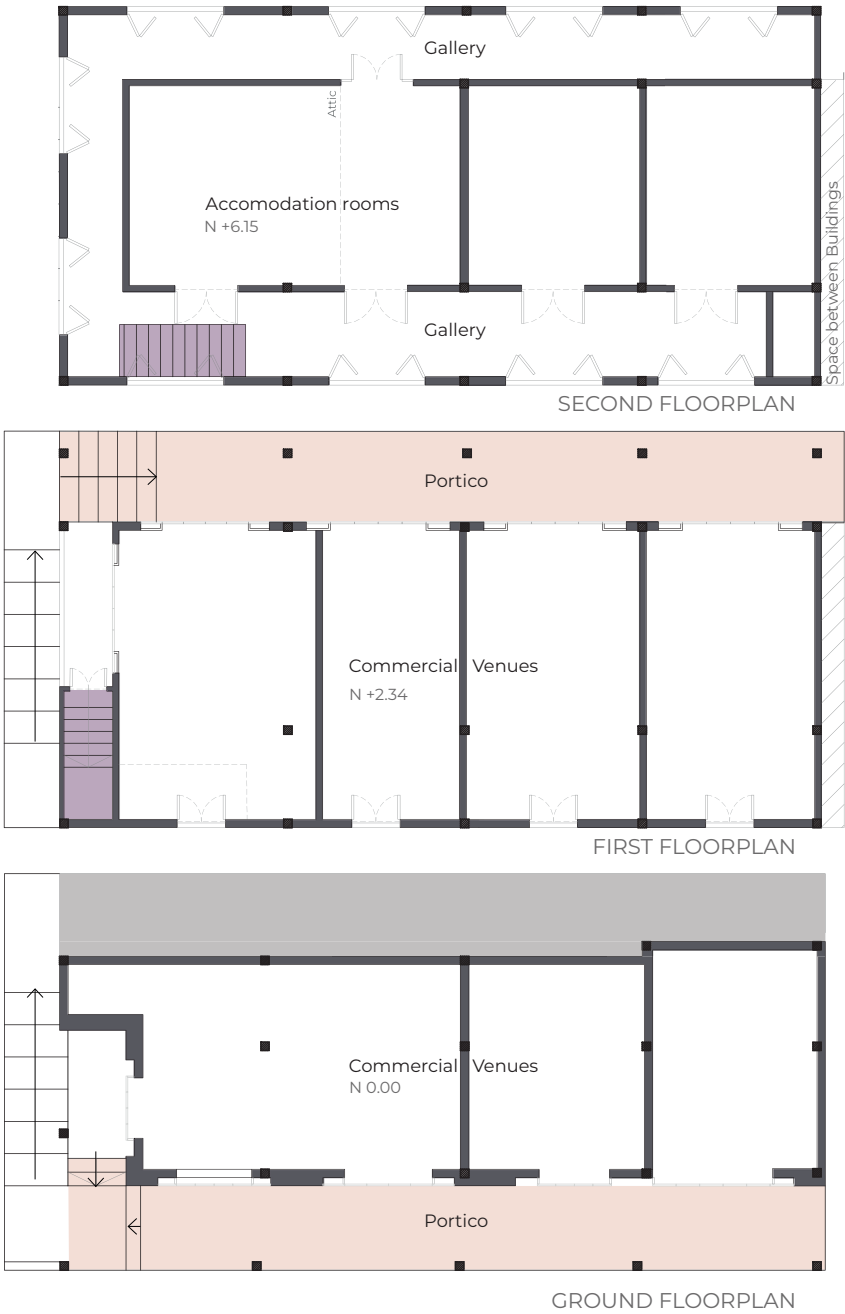 Gallery
Attic
Accomodation rooms
N +6.15
Gallery
Space between Buildings
SECOND FLOORPLAN
Portico
Commercial Venues
N +2.34
FIRST FLOORPLAN
Commercial Venues
N 0.00
Portico
GROUND FLOORPLAN